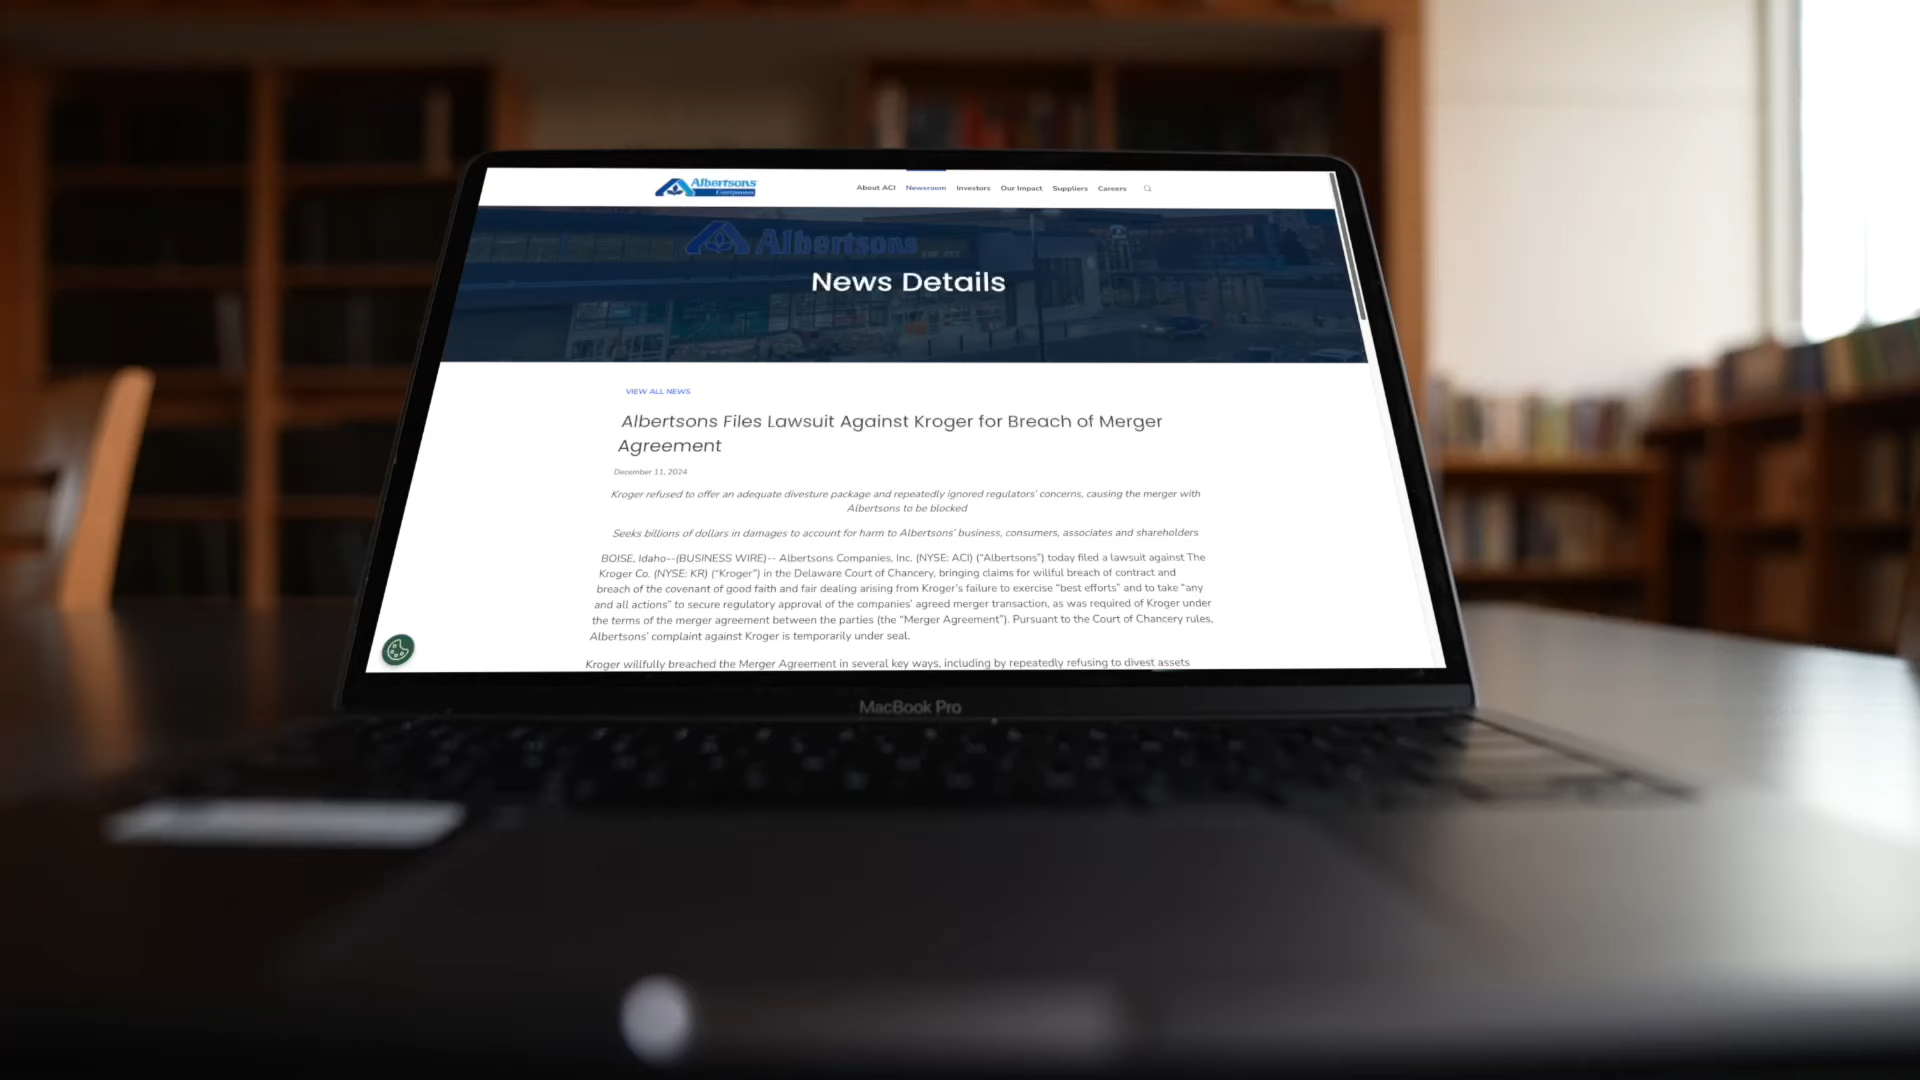 Albertsons
Companies
About ACI Newsroom Investors Our Impact Suppliers Careers
Albertsons
News Details
VIEW ALL NEWS
Albertsons Files Lawsuit Against Kroger for Breach of Merger
Agreement
December 11, 2024
Kroger refused to offer an adequate divesture package and repeatedly ignored regulators' concerns, causing the merger with
Albertsons to be blocked
Seeks billions of dollars in damages to account for harm to Albertsons' business, consumers, associates and shareholders
BOISE, Idaho--(BUSINESS WIRE)-- Albertsons Companies, Inc. (NYSE: ACI) (“Albertsons”) today filed a lawsuit against The
Kroger Co. (NYSE: KR) (“Kroger”) in the Delaware Court of Chancery, bringing claims for willful breach of contract and
breach of the covenant of good faith and fair dealing arising from Kroger's failure to exercise “best efforts” and to take “any
and all actions” to secure regulatory approval of the companies' agreed merger transaction, as was required of Kroger under
the terms of the merger agreement between the parties (the “Merger Agreement”). Pursuant to the Court of Chancery rules,
Albertsons' complaint against Kroger is temporarily under seal.
Kroger willfully breached the Merger Agreement in several key ways, including by repeatedly refusing to divest assets
MacBook Pro